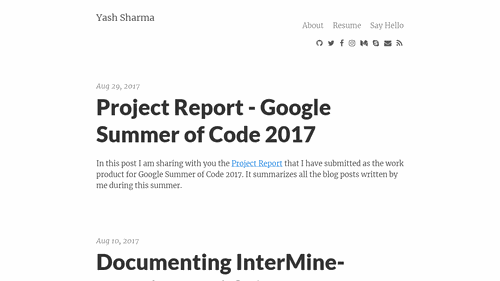 Yash Sharma
About Resume Say Hello
Aug 29, 2017
Project Report - Google
Summer of Code 2017
In this post I am sharing with you the Project Report that I have submitted as the work
product for Google Summer of Code 2017. It summarizes all the blog posts written by
me during this summer.
Aug 10, 2017
Documenting InterMine-